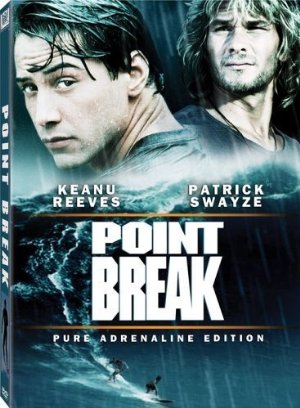 KEANU REEVES
PATRICK SWAYZE
POINT
BREAK
PURE ADRENALINE EDITION
POINT BREAK